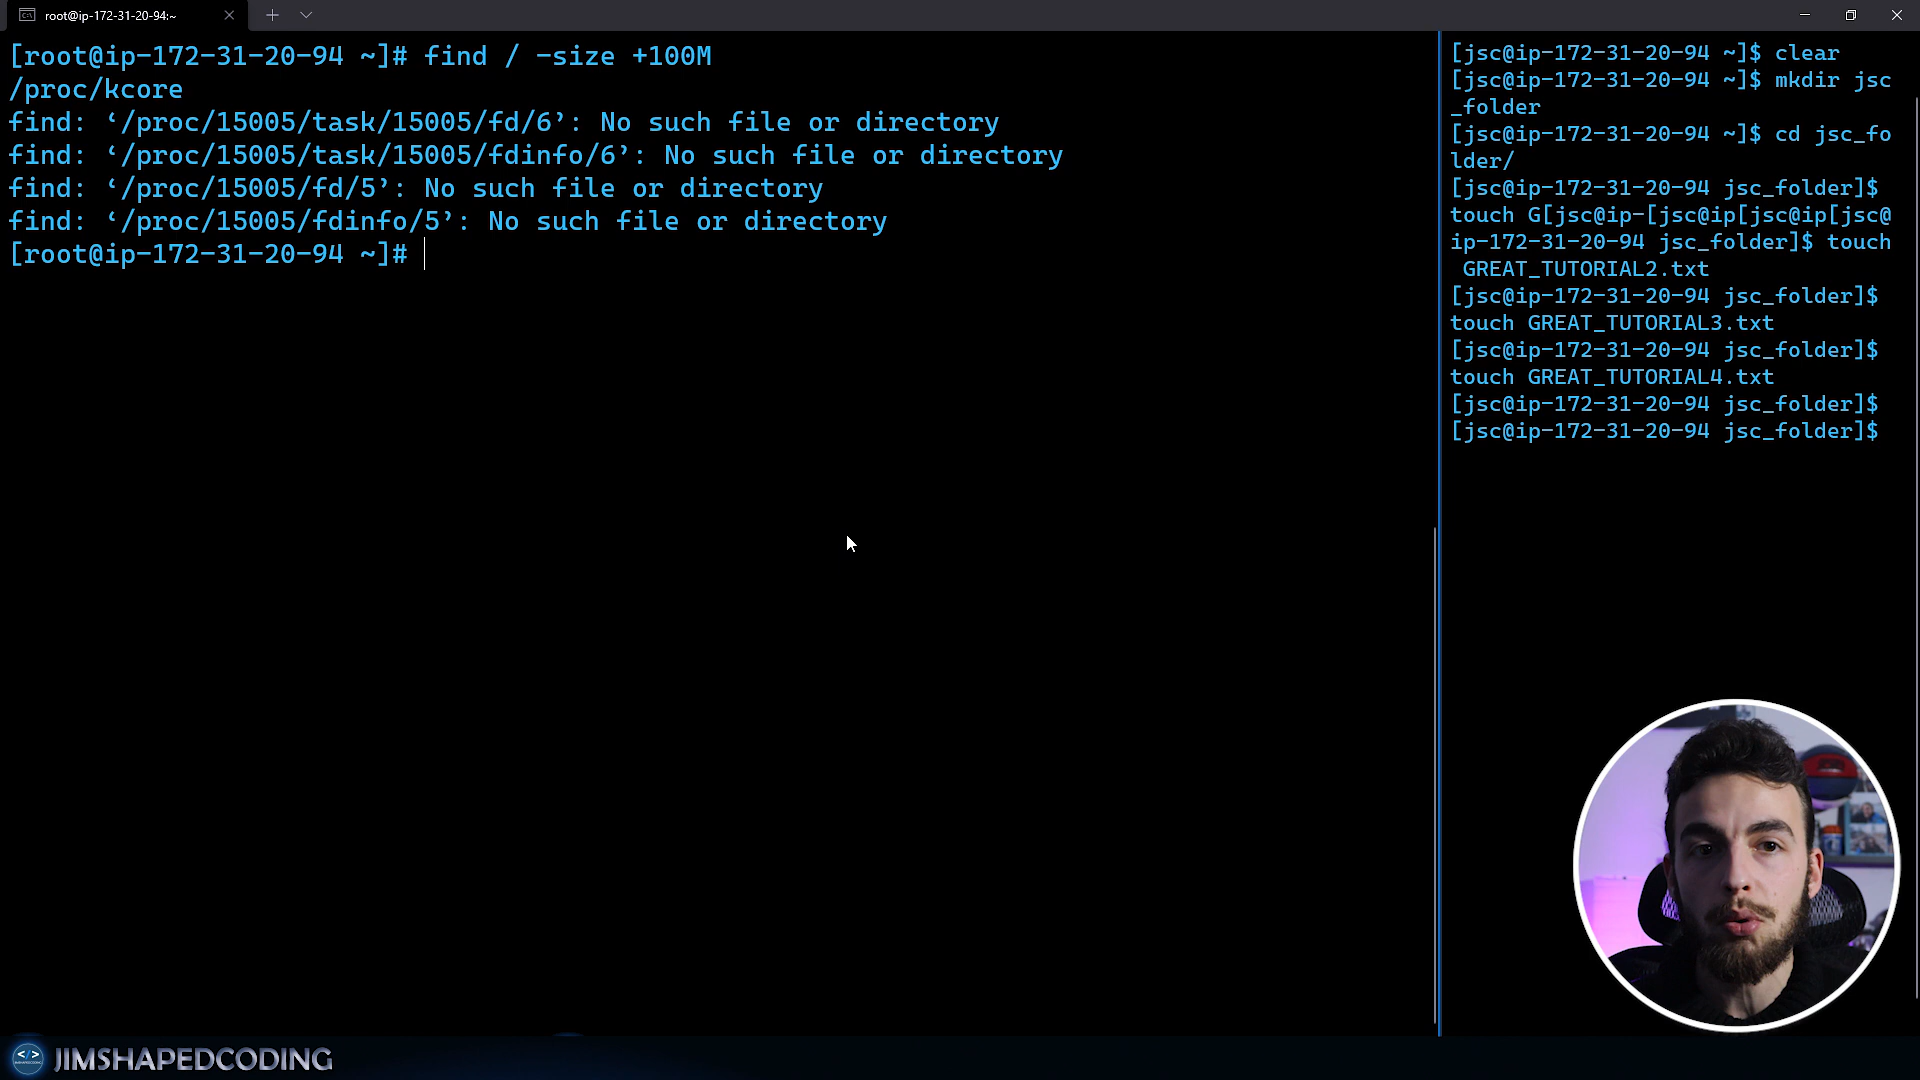 root@ip-172-31-20-94:~
[root@ip-172-31-20-94 ~]# find / -size +100M
/proc/kcore
find: ‘/proc/15005/task/15005/fd/6’: No such file or directory
find: ‘/proc/15005/task/15005/fdinfo/6’: No such file or directory
find: ‘/proc/15005/fd/5’: No such file or directory
find: ‘/proc/15005/fdinfo/5’: No such file or directory
[root@ip-172-31-20-94 ~]#
[jsc@ip-172-31-20-94 ~]$ clear
[jsc@ip-172-31-20-94 ~]$ mkdir jsc
_folder
[jsc@ip-172-31-20-94 ~]$ cd jsc_fo
lder/
[jsc@ip-172-31-20-94 jsc_folder]$
touch G[jsc@ip-[jsc@ip[jsc@ip[jsc@
ip-172-31-20-94 jsc_folder]$ touch
GREAT_TUTORIAL2.txt
[jsc@ip-172-31-20-94 jsc_folder]$
touch GREAT_TUTORIAL3.txt
[jsc@ip-172-31-20-94 jsc_folder]$
touch GREAT_TUTORIAL4.txt
[jsc@ip-172-31-20-94 jsc_folder]$
[jsc@ip-172-31-20-94 jsc_folder]$
</> JIMSHAPEDCODING